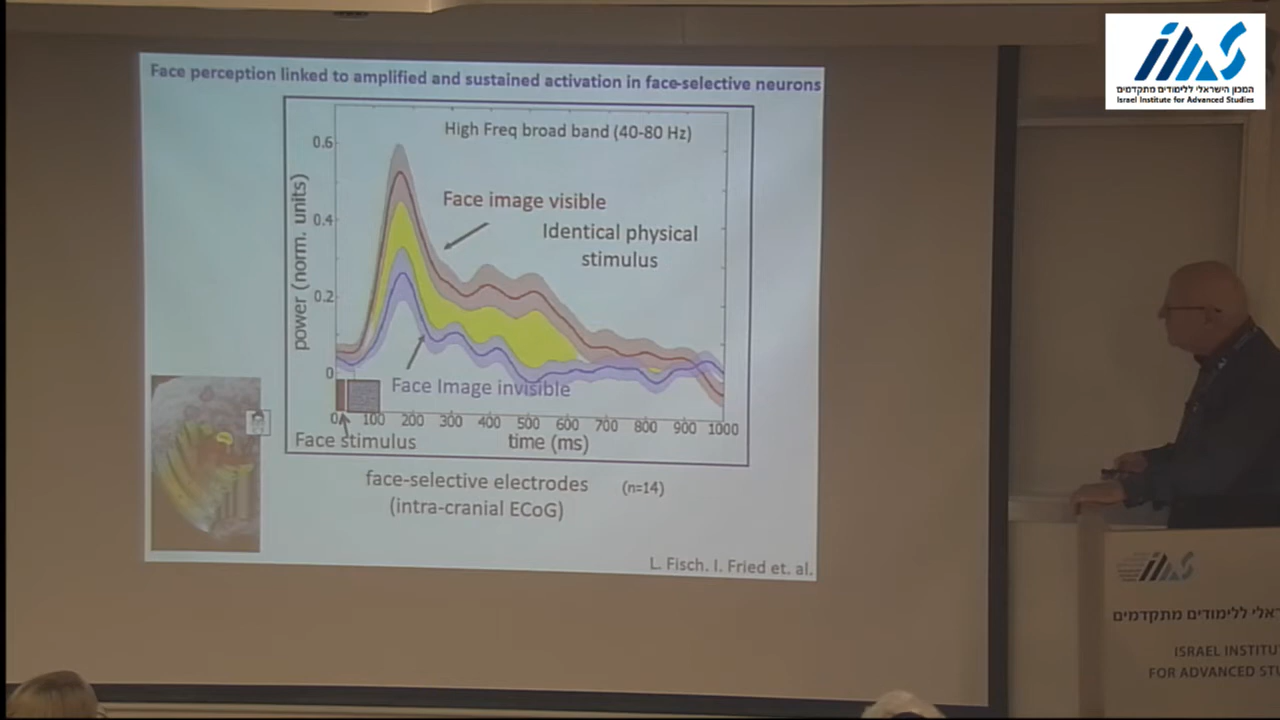 Face perception linked to amplified and sustained activation in face-selective neurons
High Freq broad band (40-80 Hz)
0.6
Face image visible
0.4
Identical physical
stimulus
power (norm. units)
0.2
0
Face Image invisible
0 100 200 300 400 500 600 700 800 900 1000
Face stimulus
time (ms)
face-selective electrodes (n=14)
(intra-cranial ECoG)
L. Fisch. I. Fried et. al.
IIAS
המכון הישראלי ללימודים מתקדמים
Israel Institute for Advanced Studies
IIAS
ללימודים מתקדמים
ISRAEL
FOR ADVANCED